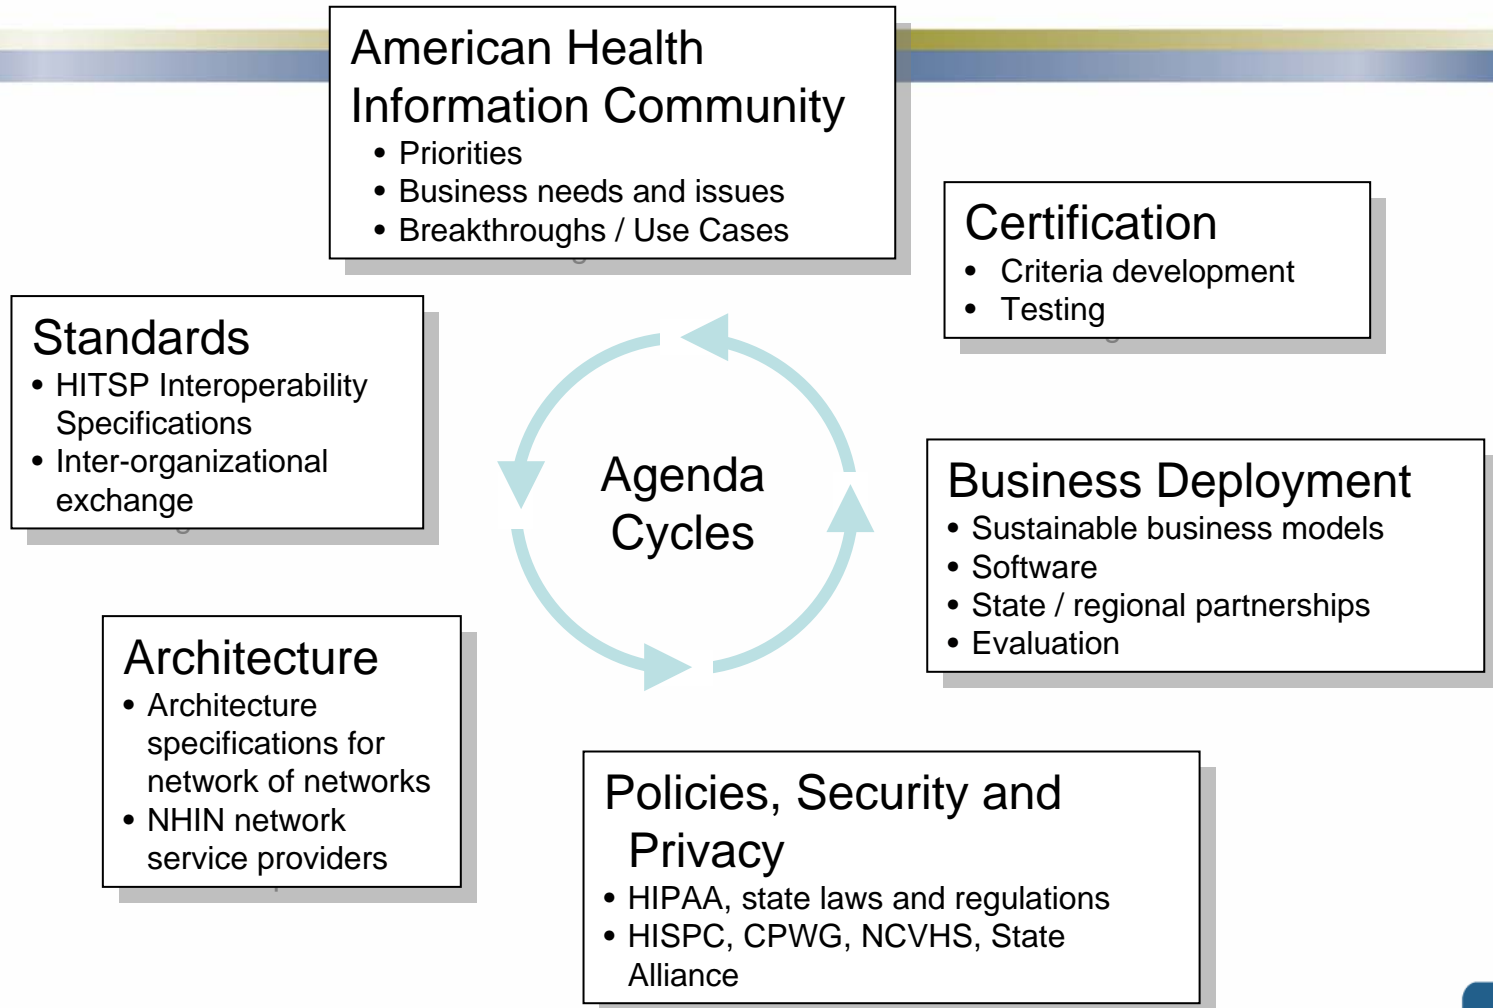 American Health
Information Community
• Priorities
• Business needs and issues
• Breakthroughs / Use Cases
Certification
• Criteria development
• Testing
Standards
• HITSP Interoperability
Specifications
• Inter-organizational
exchange
Agenda
Cycles
Business Deployment
• Sustainable business models
• Software
• State / regional partnerships
• Evaluation
Architecture
• Architecture
specifications for
network of networks
• NHIN network
service providers
Policies, Security and
Privacy
• HIPAA, state laws and regulations
• HISPC, CPWG, NCVHS, State
Alliance